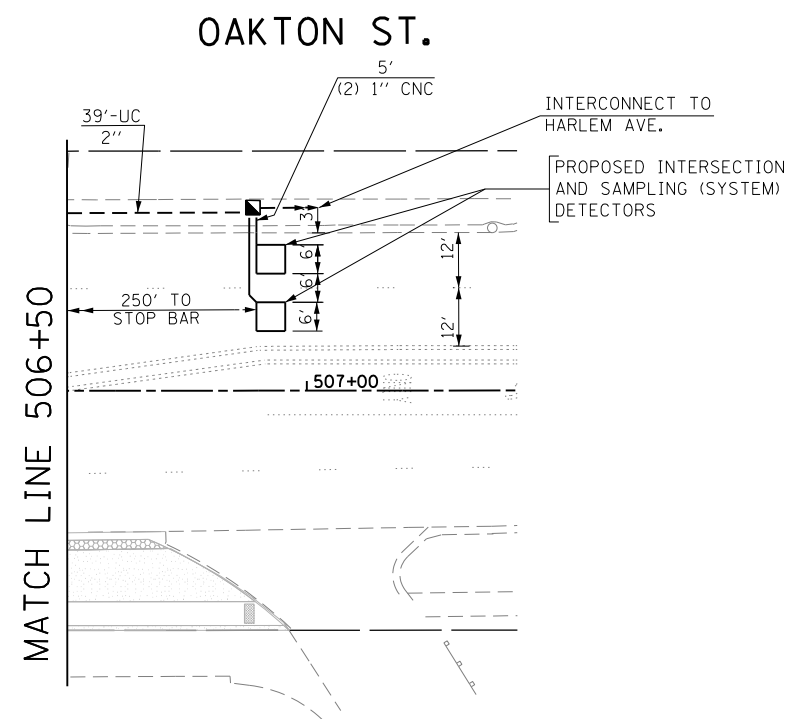 OAKTON ST.
5'
(2) 1'' CNC
39'-UC
2''
INTERCONNECT TO
HARLEM AVE.
PROPOSED INTERSECTION
AND SAMPLING (SYSTEM)
DETECTORS
3'
6'
6'
6'
12'
12'
250' TO
STOP BAR
507+00
MATCH LINE 506+50